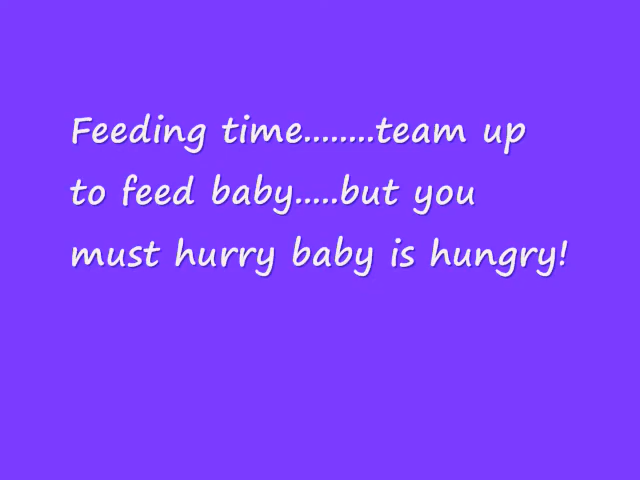 Feeding time........team up
to feed baby.....but you
must hurry baby is hungry!